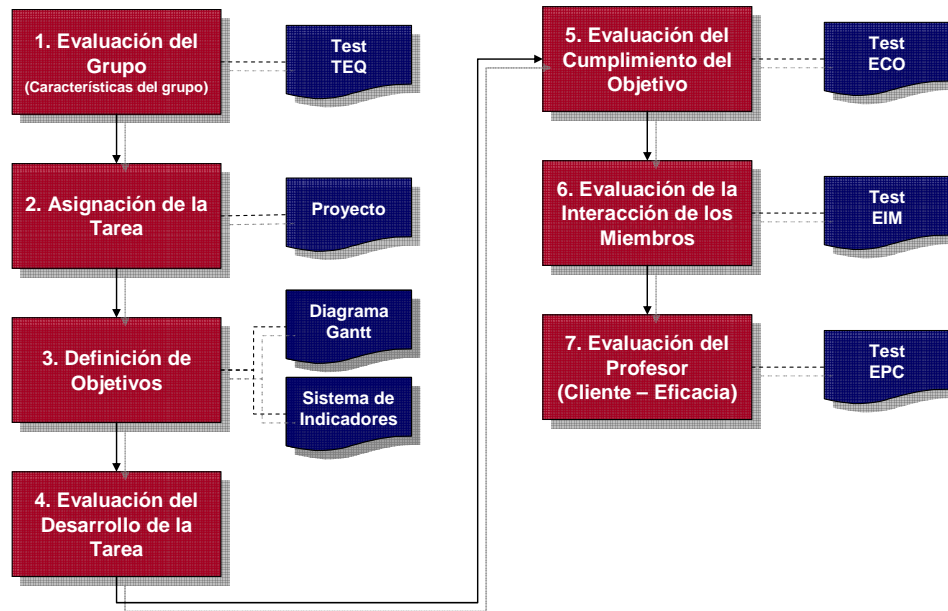 1. Evaluación del
Grupo
(Características del grupo)
Test
TEQ
2. Asignación de la
Tarea
Proyecto
3. Definición de
Objetivos
Diagrama
Gantt
Sistema de
Indicadores
4. Evaluación del
Desarrollo de la
Tarea
5. Evaluación del
Cumplimiento del
Objetivo
Test
ECO
6. Evaluación de la
Interacción de los
Miembros
Test
EIM
7. Evaluación del
Profesor
(Cliente – Eficacia)
Test
EPC